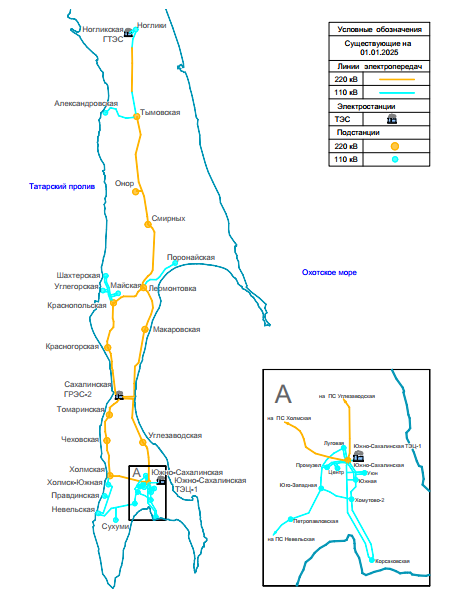 Ноглики
Ногликская
ГТЭС
Условные обозначения
Существующие на
01.01.2025
Линии электропередач
220 кВ
110 кВ
Электростанции
ТЭС
Подстанции
220 кВ
110 кВ
Александровская
Тымовская
Татарский пролив
Онор
Смирных
Поронайская
Охотское море
Шахтерская
Углегорская
Майская
Лермонтовка
Краснопольская
Макаровская
Красногорская
Сахалинская
ГРЭС-2
Томаринская
Чеховская
Углезаводская
Холмская
Холмск-Южная
Правдинская
Невельская
Сухуми
А
Южно-Сахалинская
Южно-Сахалинская
ТЭЦ-1
А
на ПС Углезаводская
на ПС Холмская
Луговая
Южно-Сахалинская ТЭЦ-1
Промузел
Южно-Сахалинская
Центр
Южная
Юго-Западная
Хомутово-2
Петропавловская
на ПС Невельская
Корсаковская